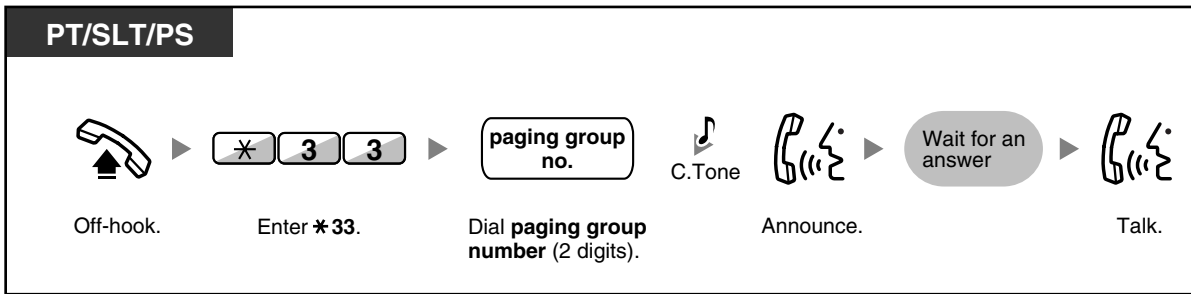 PT/SLT/PS
✳ 3 3
paging group
no.
C.Tone
Wait for an
answer
Off-hook.
Enter ✳33.
Dial paging group
number (2 digits).
Announce.
Talk.